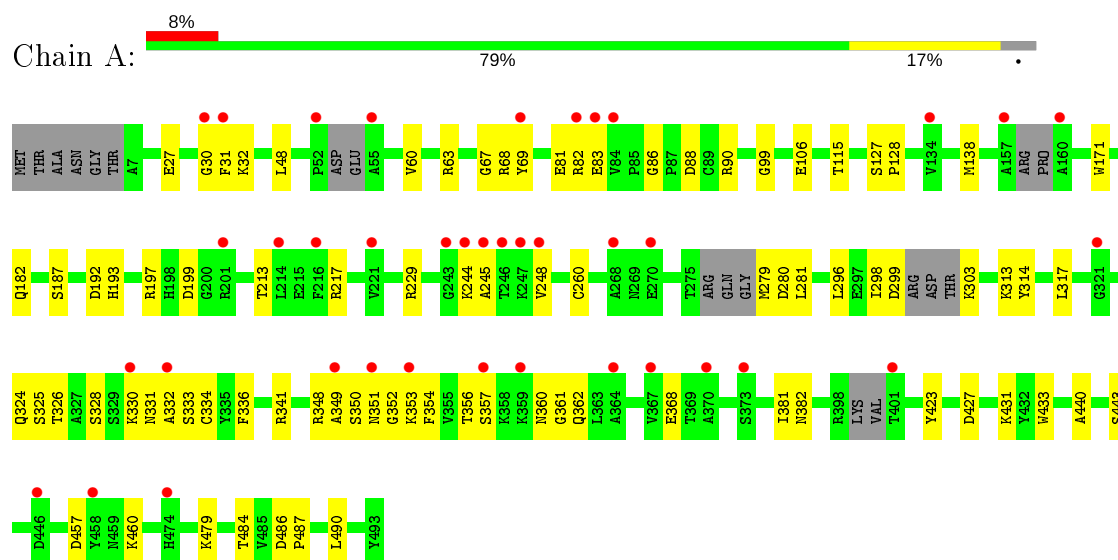 8%
Chain A:
79% 17% •
MET THR ALA ASN GLY THR A7 E27 G30 F31 K32 L48 P52 ASP GLU A55 V60 R63 G67 R68 Y69 E81 R82 E83 V84 P85 G86 P87 D88 C89 R90 G99 E106 T115 S127 P128 V134 M138 A157 ARG PRO A160 W171
Q182 S187 D192 H193 R197 H198 D199 G200 R201 T213 L214 E215 F216 R217 V221 R229 G243 K244 A245 T246 K247 V248 C260 A268 N269 E270 T275 ARG GLN GLY M279 D280 L281 L296 E297 I298 D299 ARG ASP THR K303 K313 Y314 L317 G321
Q324 S325 T326 A327 S328 S329 K330 N331 A332 S333 C334 Y335 F336 R341 R348 A349 S350 N351 G352 K353 F354 V355 T356 S357 K358 K359 N360 G361 Q362 L363 A364 V367 E368 T369 A370 S373 I381 N382 R398 LYS VAL T401 Y423 D427 K431 Y432 W433 A440 S443
D446 D457 Y458 N459 K460 H474 K479 T484 V485 D486 P487 L490 Y493